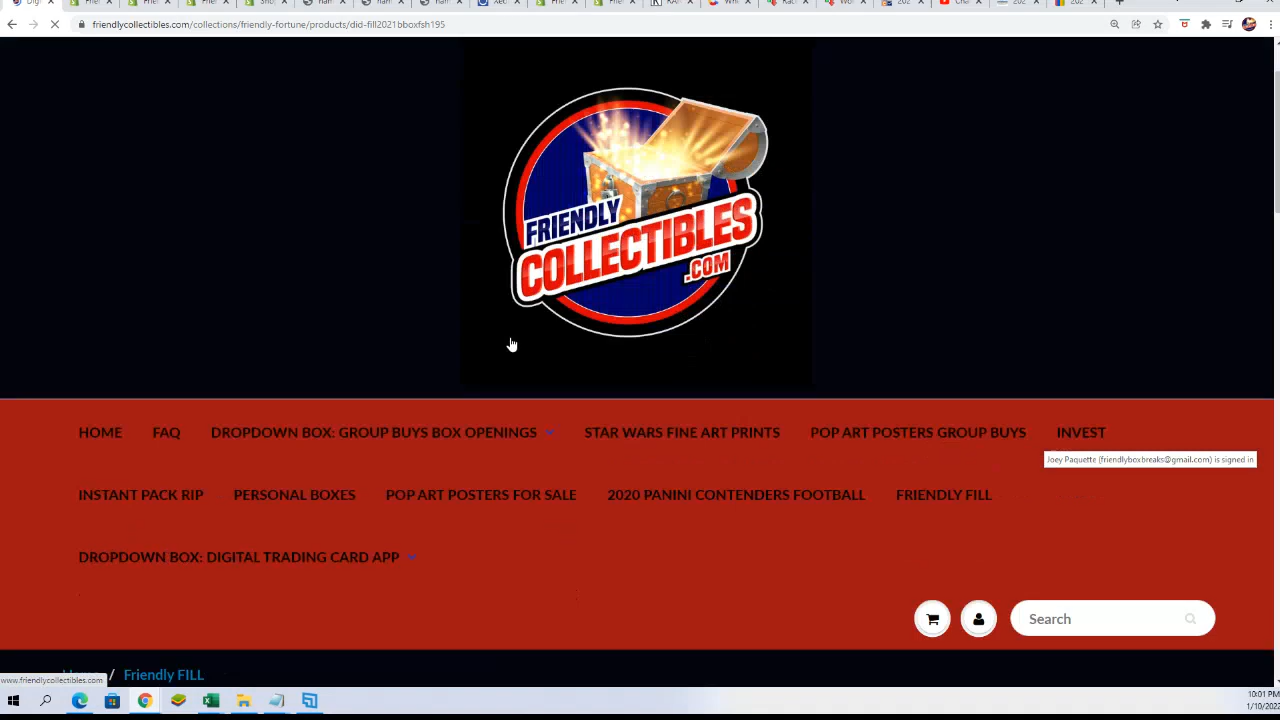 friendlycollectibles.com/collections/friendly-fortune/products/did-fill2021bboxfsh195
FRIENDLY
COLLECTIBLES
.COM
HOME FAQ DROPDOWN BOX: GROUP BUYS BOX OPENINGS STAR WARS FINE ART PRINTS POP ART POSTERS GROUP BUYS INVEST
Joey Paquette (friendlyboxbreaks@gmail.com) is signed in
INSTANT PACK RIP PERSONAL BOXES POP ART POSTERS FOR SALE 2020 PANINI CONTENDERS FOOTBALL FRIENDLY FILL
DROPDOWN BOX: DIGITAL TRADING CARD APP
Search
/ Friendly FILL
www.friendlycollectibles.com
10:01 PM
1/10/2022